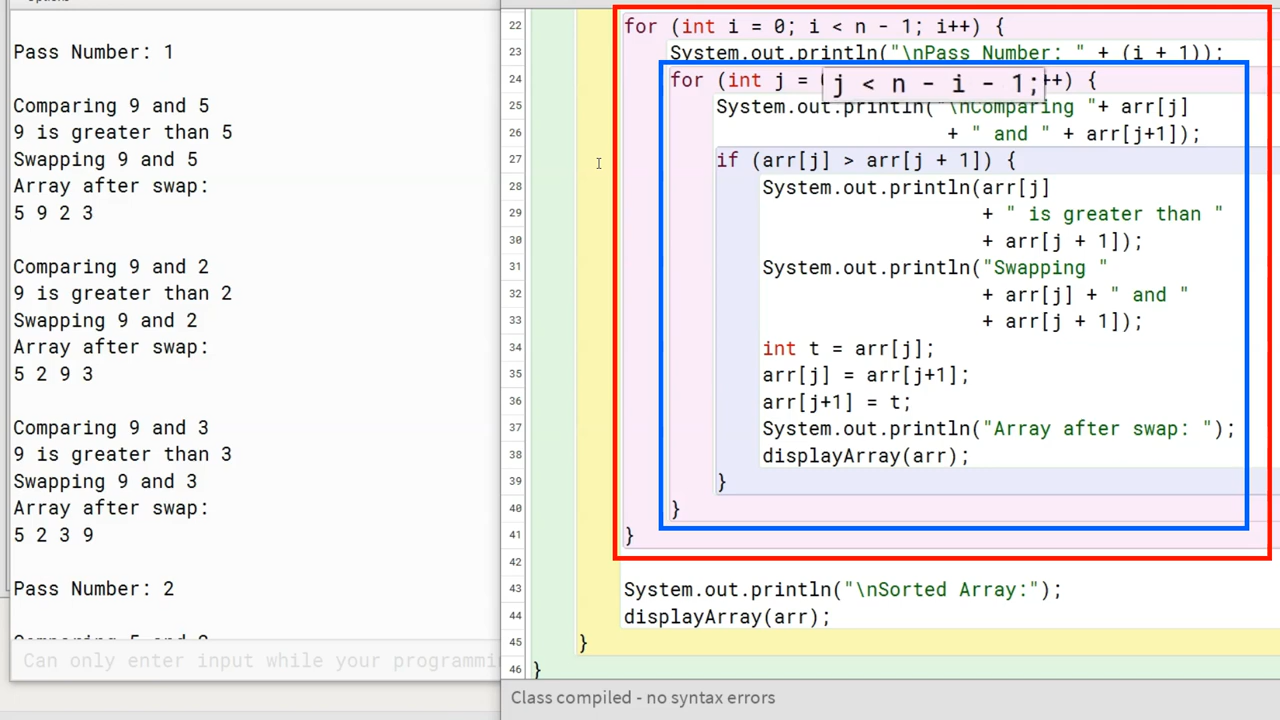 Pass Number: 1
Comparing 9 and 5
9 is greater than 5
Swapping 9 and 5
Array after swap:
5 9 2 3
Comparing 9 and 2
9 is greater than 2
Swapping 9 and 2
Array after swap:
5 2 9 3
Comparing 9 and 3
9 is greater than 3
Swapping 9 and 3
Array after swap:
5 2 3 9
Pass Number: 2
Can only enter input while your programmi
22 for (int i = 0; i < n - 1; i++) {
23 System.out.println("\nPass Number: " + (i + 1));
24 for (int j = j < n - i - 1; ++) {
25 System.out.println("\nComparing "+ arr[j]
26 + " and " + arr[j+1]);
27 if (arr[j] > arr[j + 1]) {
28 System.out.println(arr[j]
29 + " is greater than "
30 + arr[j + 1]);
31 System.out.println("Swapping "
32 + arr[j] + " and "
33 + arr[j + 1]);
34 int t = arr[j];
35 arr[j] = arr[j+1];
36 arr[j+1] = t;
37 System.out.println("Array after swap: ");
38 displayArray(arr);
39 }
40 }
41 }
42
43 System.out.println("\nSorted Array:");
44 displayArray(arr);
45 }
46 }
Class compiled - no syntax errors